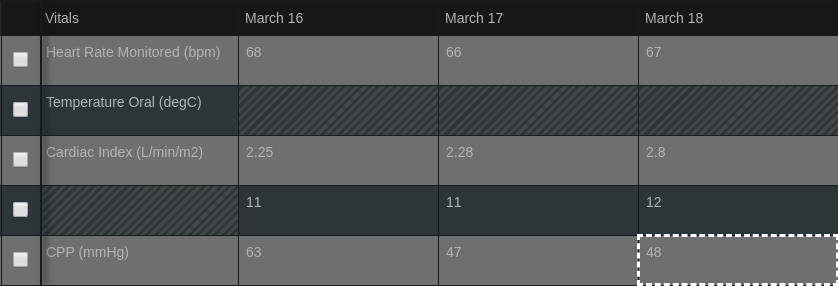 Vitals March 16 March 17 March 18
Heart Rate Monitored (bpm) 68 66 67
Temperature Oral (degC)
Cardiac Index (L/min/m2) 2.25 2.28 2.8
11 11 12
CPP (mmHg) 63 47 48